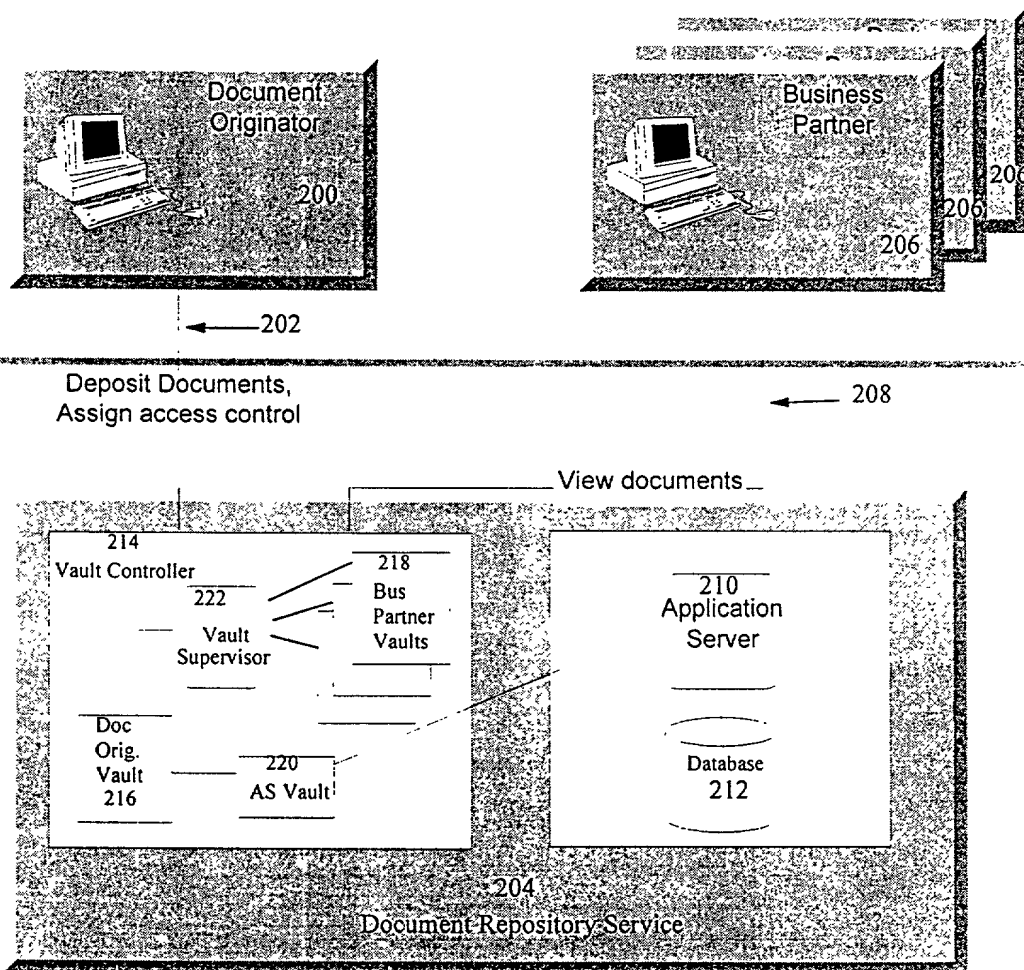 Document
Originator
200
Business
Partner
206
206
206
202
Deposit Documents,
Assign access control
208
View documents
214
Vault Controller
222
Vault
Supervisor
218
Bus
Partner
Vaults
Doc
Orig.
Vault
216
220
AS Vault
210
Application
Server
Database
212
204
Document Repository Service